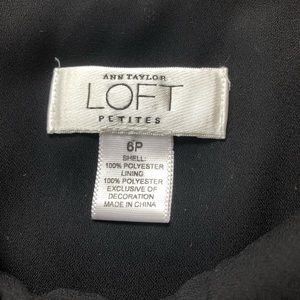 ANN TAYLOR
LOFT
PETITES
6P
SHELL:
100% POLYESTER
LINING
100% POLYESTER
EXCLUSIVE OF
DECORATION
MADE IN CHINA